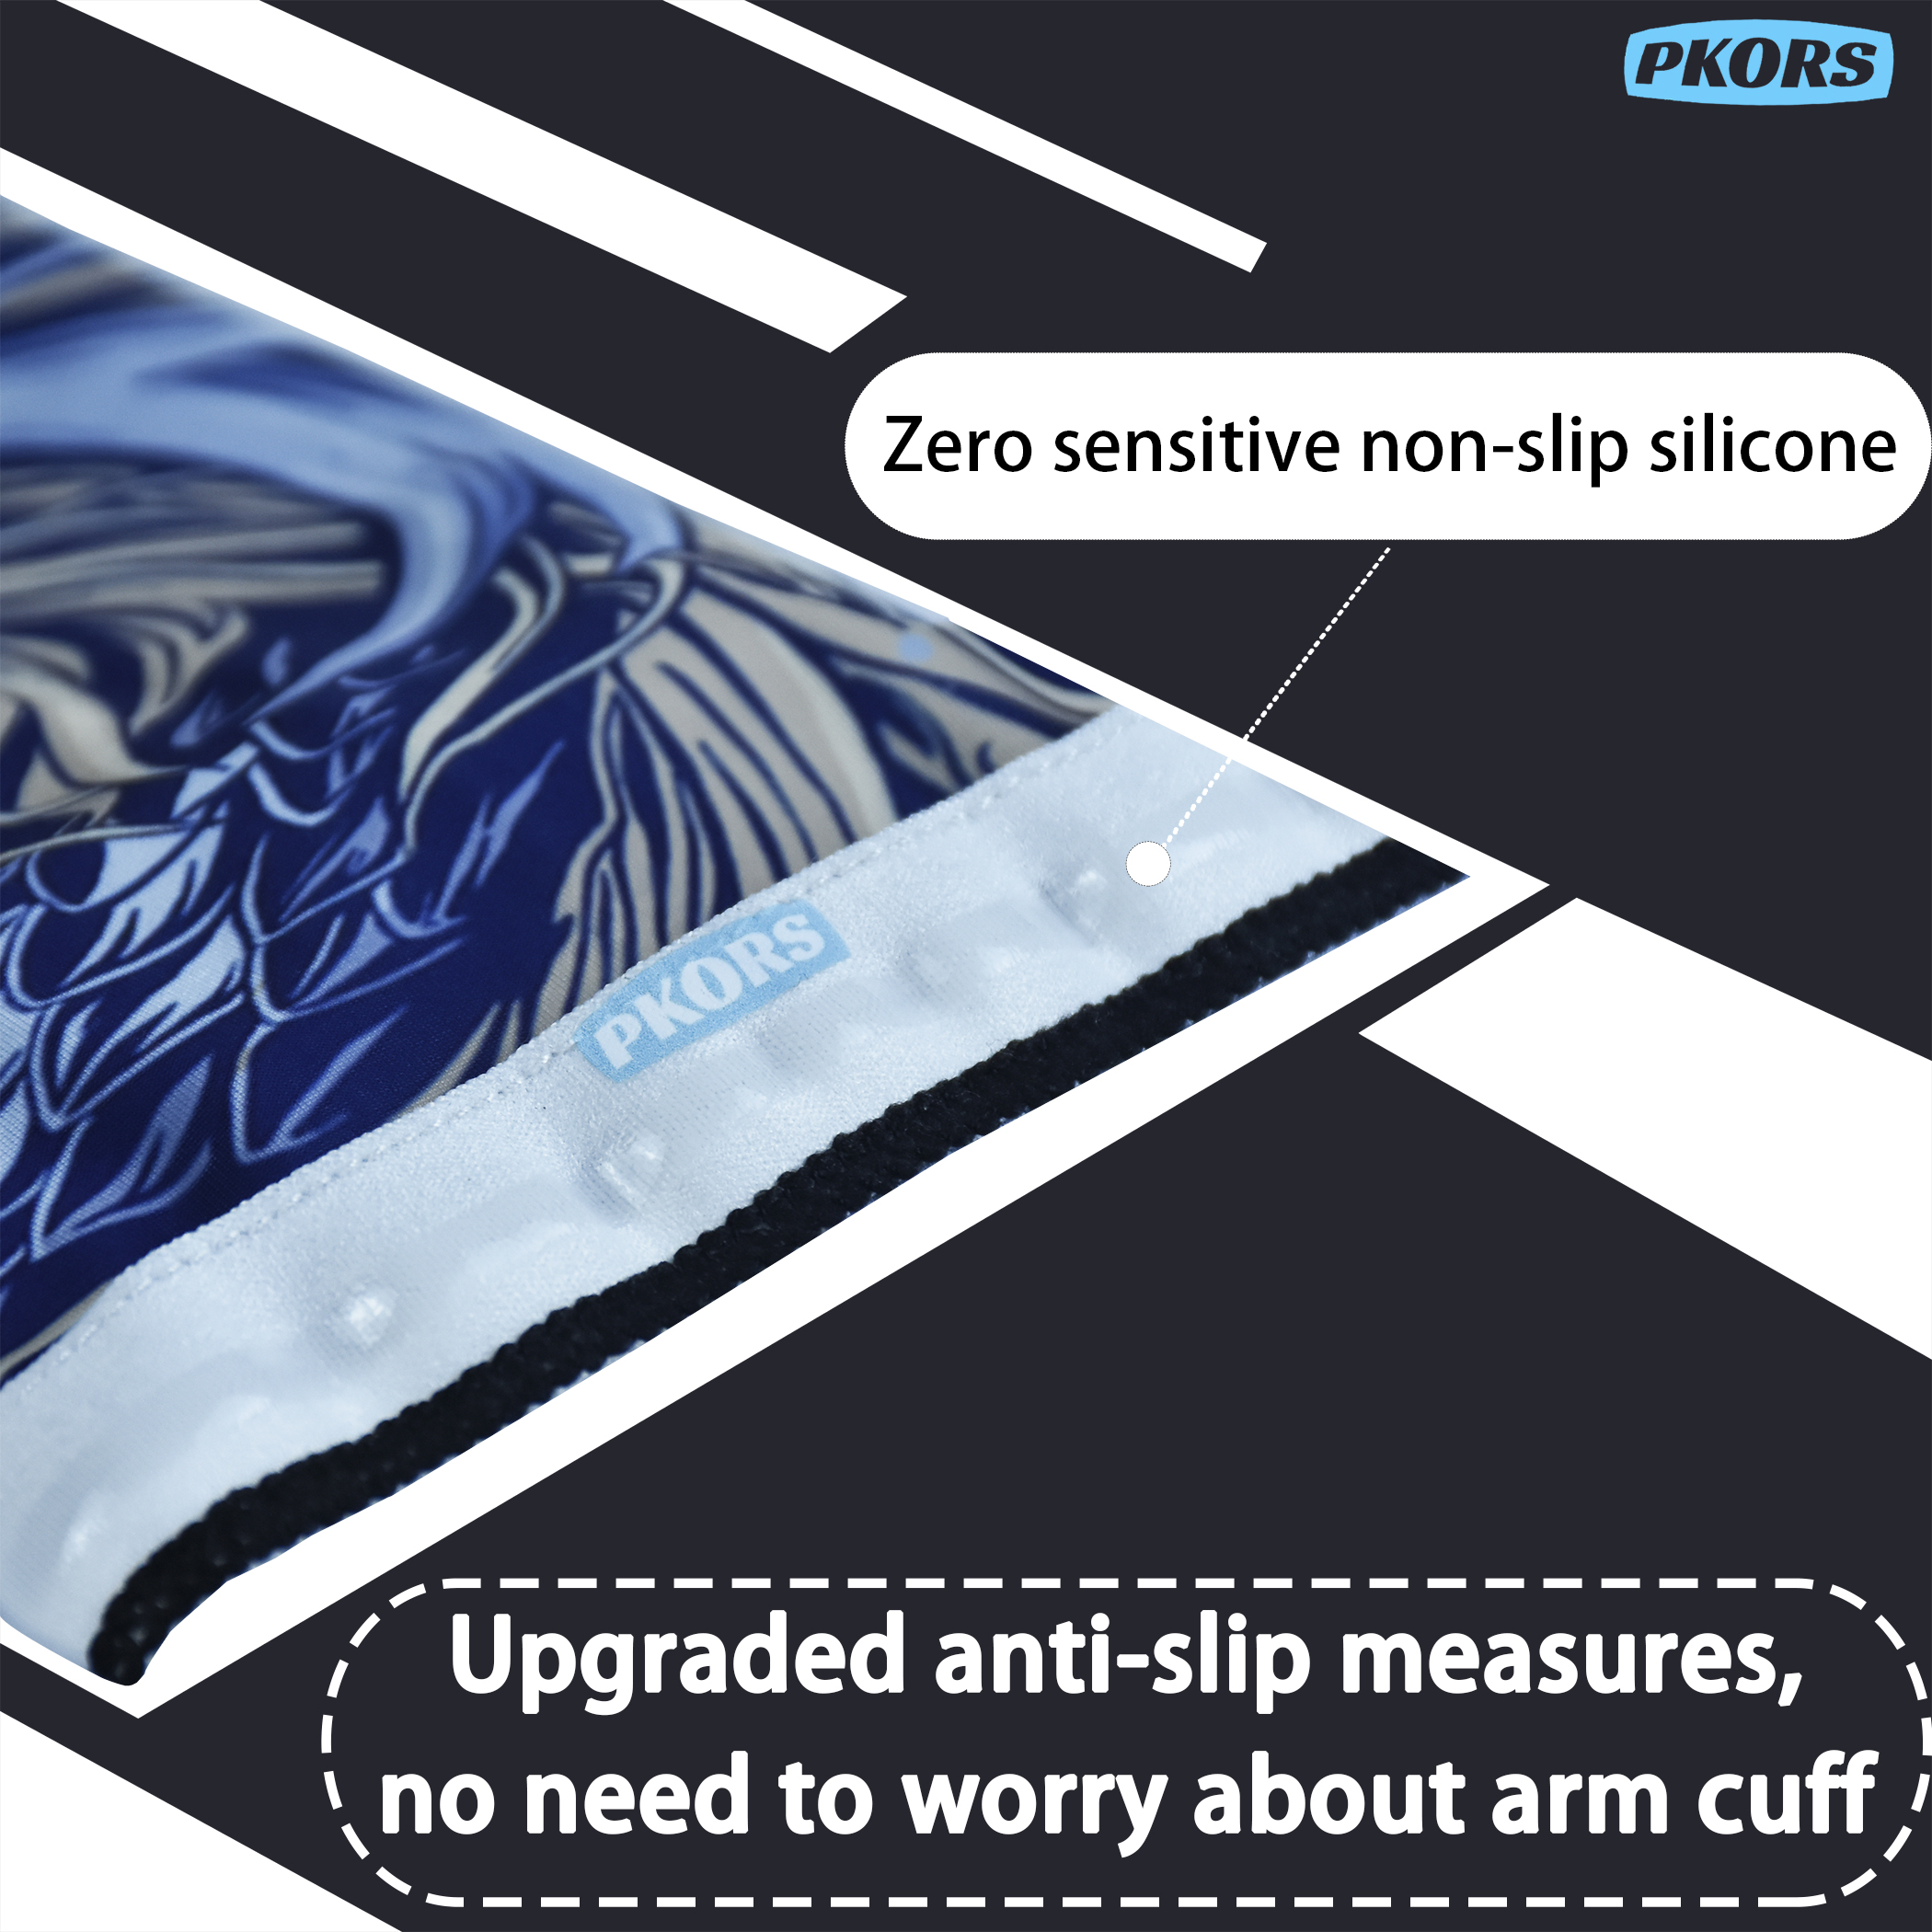 PKORS
Zero sensitive non-slip silicone
PKORS
Upgraded anti-slip measures,
no need to worry about arm cuff